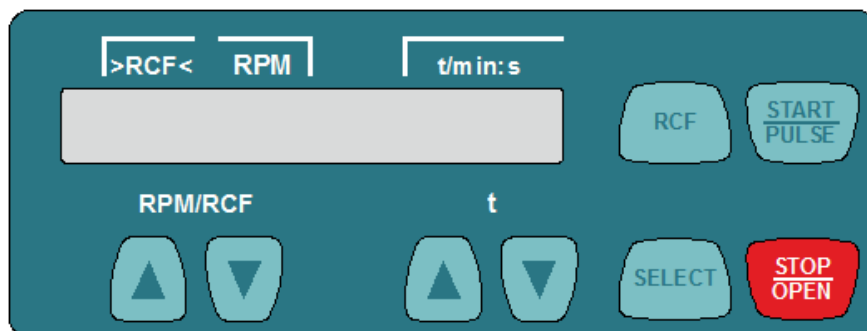 >RCF< RPM t/min:s
RCF
START
PULSE
RPM/RCF t
SELECT
STOP
OPEN